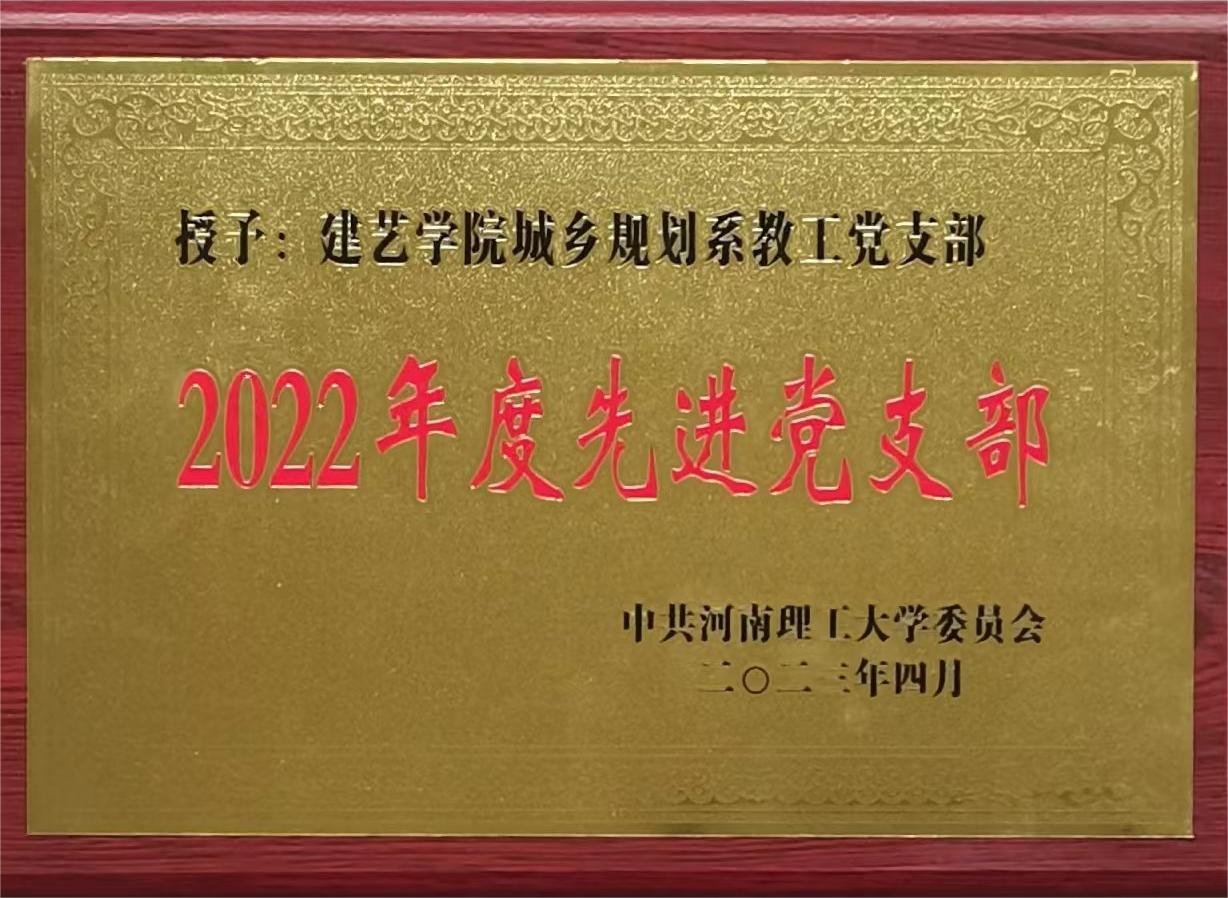 授予：建艺学院城乡规划系教工党支部
2022年度先进党支部
中共河南理工大学委员会
二〇二三年四月